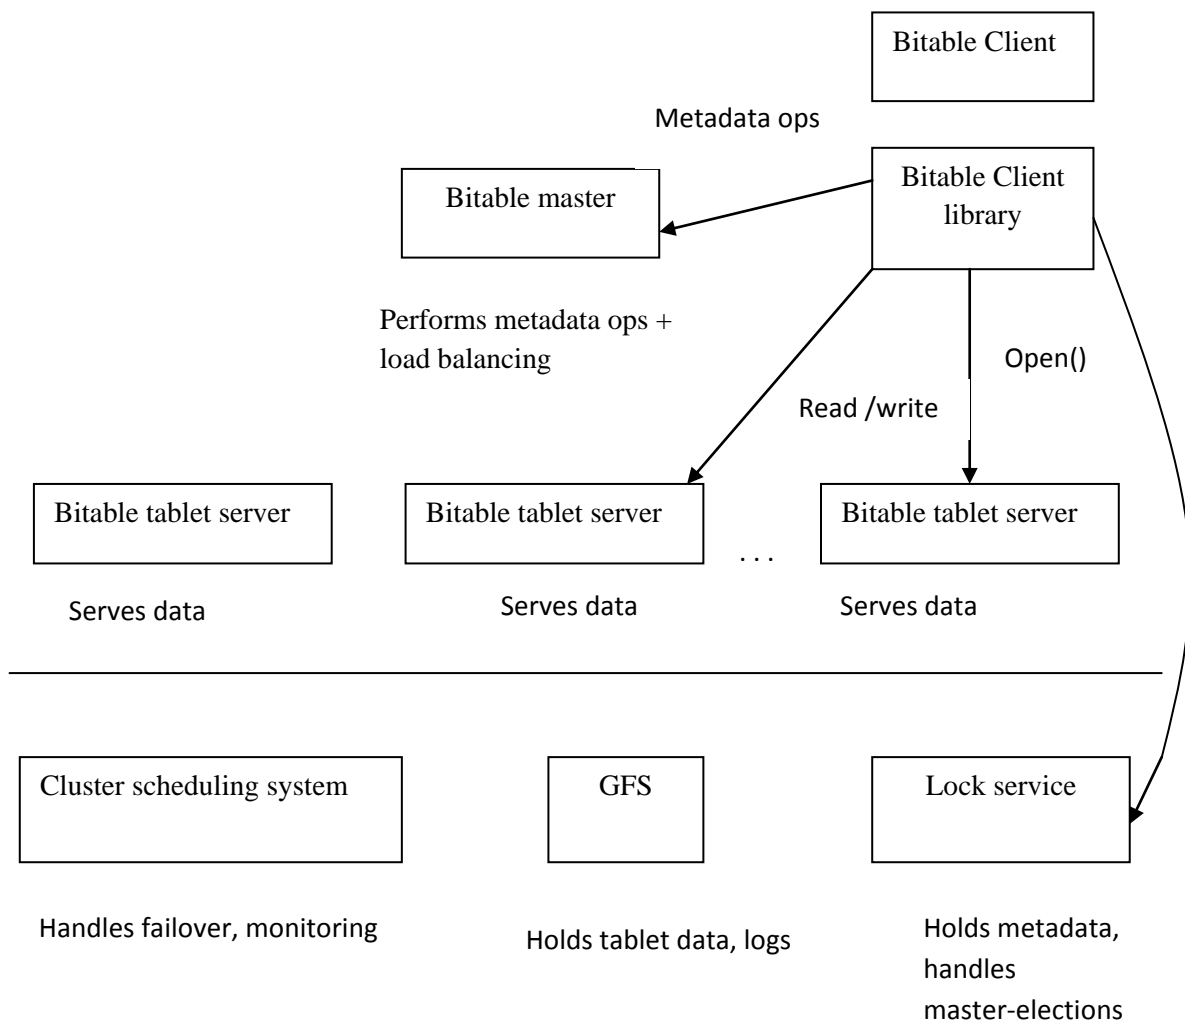 Bitable Client
Metadata ops
Bitable master
Bitable Client
library
Performs metadata ops +
load balancing
Open()
Read /write
Bitable tablet server
Bitable tablet server
. . .
Bitable tablet server
Serves data
Serves data
Serves data
Cluster scheduling system
GFS
Lock service
Handles failover, monitoring
Holds tablet data, logs
Holds metadata,
handles
master-elections